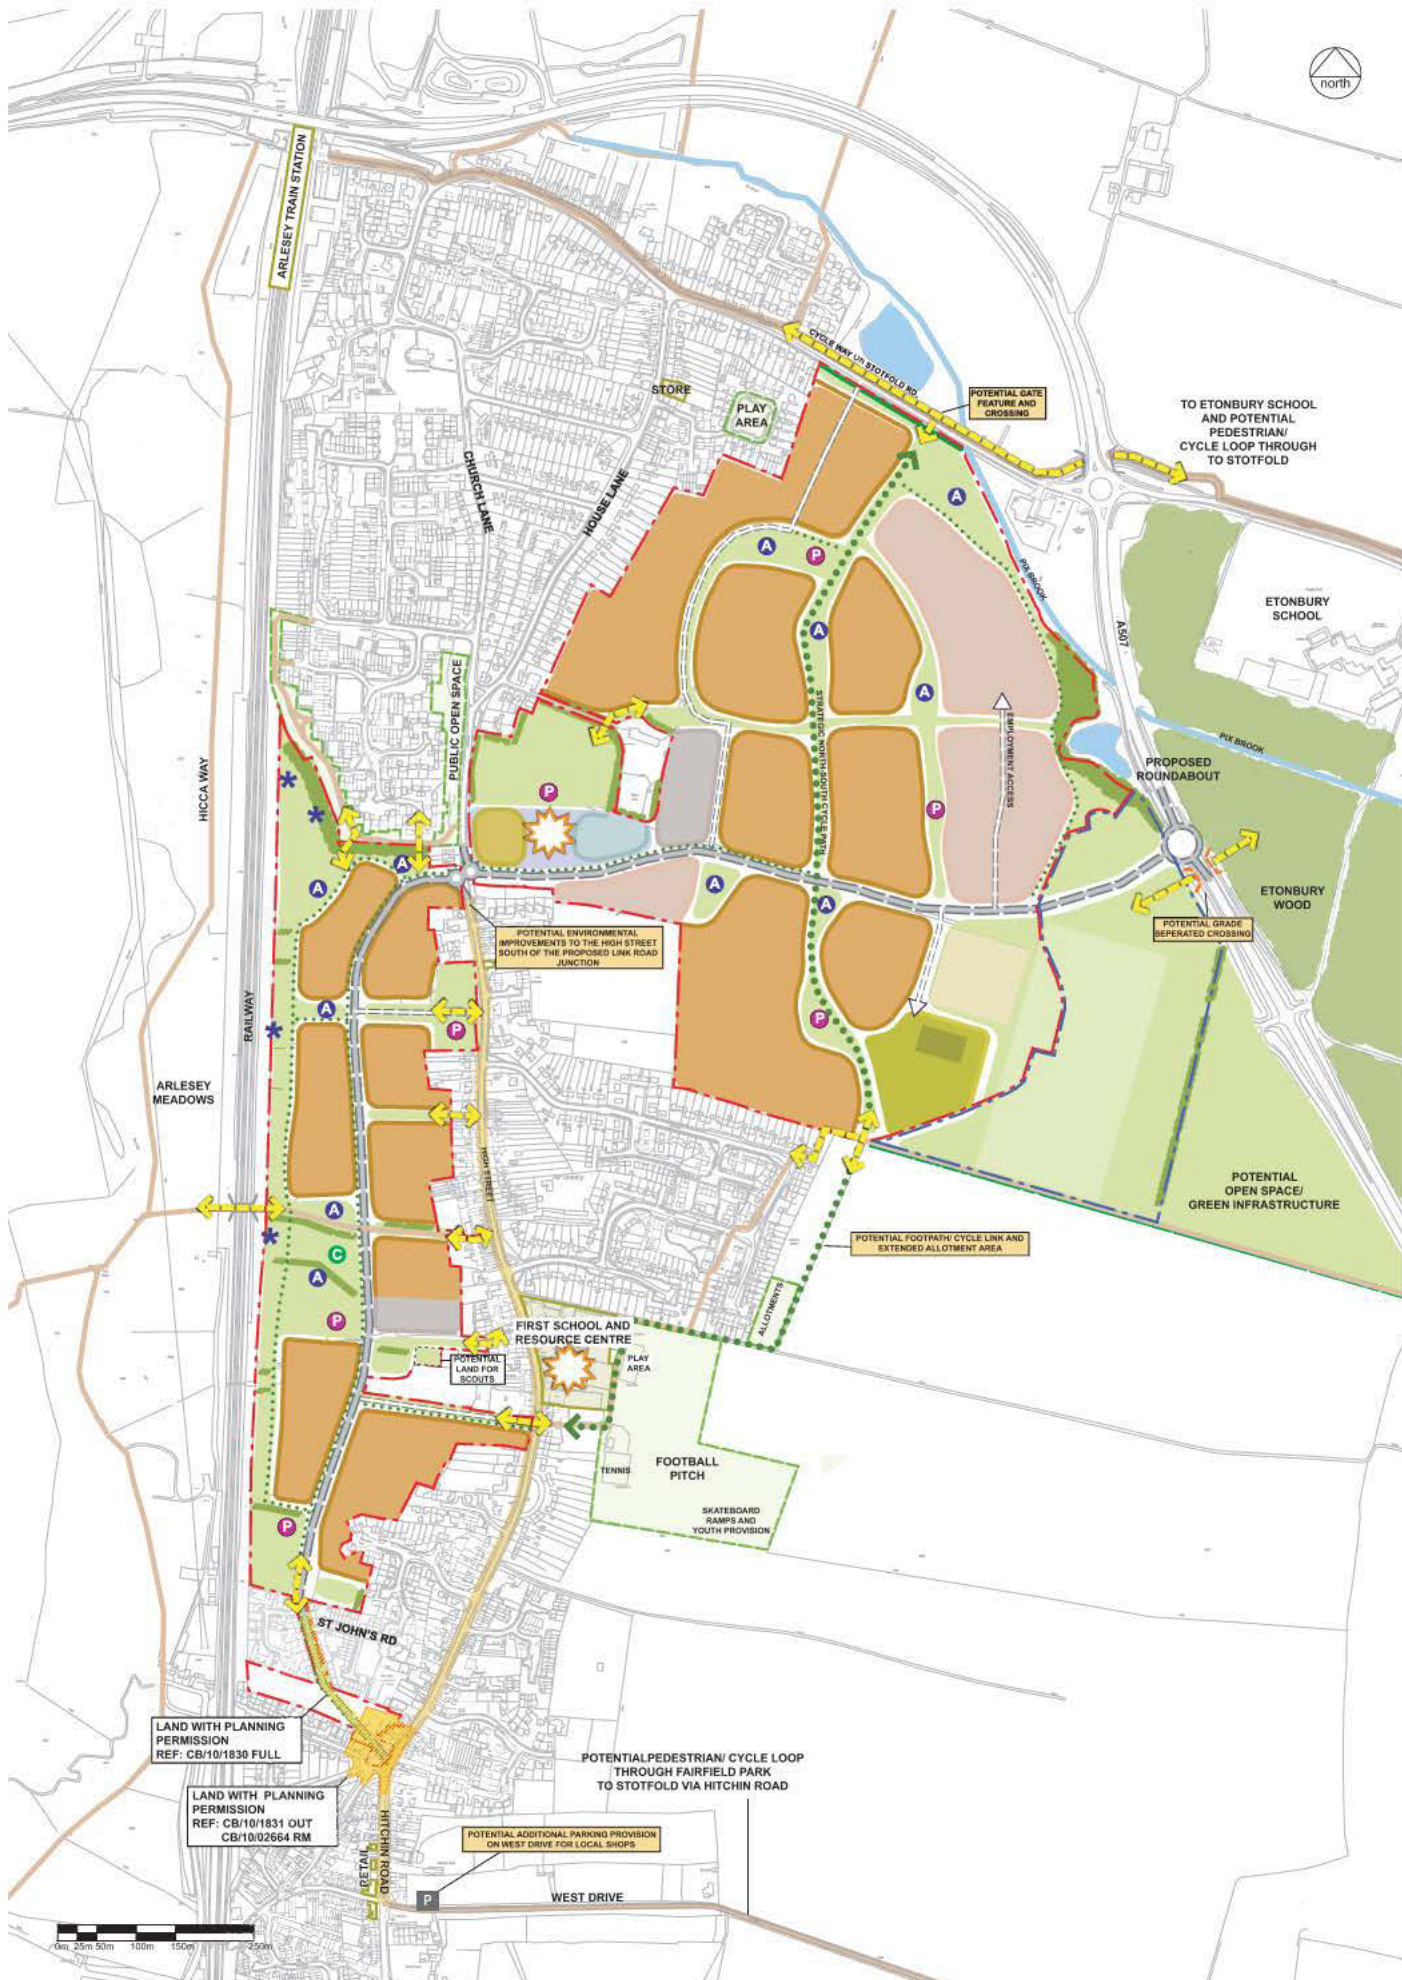 north
ARLESEY TRAIN STATION
CYCLE WAY ON STOTFOLD RD
STORE
PLAY
AREA
POTENTIAL GATE
FEATURE AND
CROSSING
TO ETONBURY SCHOOL
AND POTENTIAL
PEDESTRIAN/
CYCLE LOOP THROUGH
TO STOTFOLD
CHURCH LANE
HOUSE LANE
A
A
P
PIX BROOK
ETONBURY
SCHOOL
A507
A
PUBLIC OPEN SPACE
A
STRATEGIC NORTH-SOUTH CYCLE PATH
EMPLOYMENT ACCESS
PIX BROOK
PROPOSED
ROUNDABOUT
HICCA WAY
*
*
P
P
A
A
A
A
ETONBURY
WOOD
POTENTIAL GRADE
SEPERATED CROSSING
POTENTIAL ENVIRONMENTAL
IMPROVEMENTS TO THE HIGH STREET
SOUTH OF THE PROPOSED LINK ROAD
JUNCTION
RAILWAY
*
A
P
P
ARLESEY
MEADOWS
HIGH STREET
POTENTIAL
OPEN SPACE/
GREEN INFRASTRUCTURE
A
*
C
A
P
POTENTIAL FOOTPATH/ CYCLE LINK AND
EXTENDED ALLOTMENT AREA
ALLOTMENTS
FIRST SCHOOL AND
RESOURCE CENTRE
POTENTIAL
LAND FOR
SCOUTS
PLAY
AREA
TENNIS
FOOTBALL
PITCH
SKATEBOARD
RAMPS AND
YOUTH PROVISION
P
ST JOHN'S RD
LAND WITH PLANNING
PERMISSION
REF: CB/10/1830 FULL
LAND WITH PLANNING
PERMISSION
REF: CB/10/1831 OUT
CB/10/02664 RM
POTENTIALPEDESTRIAN/ CYCLE LOOP
THROUGH FAIRFIELD PARK
TO STOTFOLD VIA HITCHIN ROAD
HITCHIN ROAD
RETAIL
POTENTIAL ADDITIONAL PARKING PROVISION
ON WEST DRIVE FOR LOCAL SHOPS
P
WEST DRIVE
0m 25m 50m 100m 150m 250m